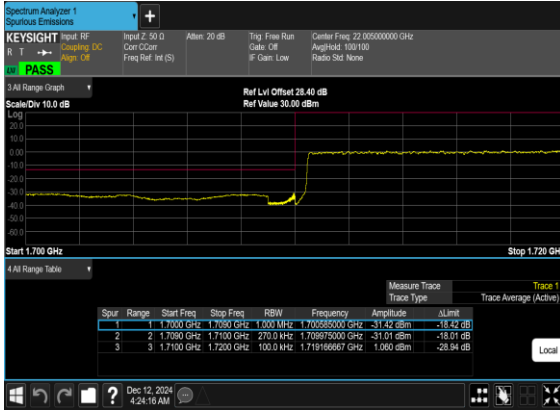 Spectrum Analyzer 1
Spurious Emissions
+
KEYSIGHT Input: RF Input Z: 50 Ω Atten: 20 dB Trig: Free Run Center Freq: 22.005000000 GHz
R T Coupling: DC Corr CCorr Gate: Off Avg|Hold: 100/100
Align: Off Freq Ref: Int (S) IF Gain: Low Radio Std: None
PASS
3 All Range Graph Ref Lvl Offset 28.40 dB
Scale/Div 10.0 dB Ref Value 30.00 dBm
Log
20.0
10.0
0.00
-10.0
-20.0
-30.0
-40.0
-50.0
-60.0
Start 1.700 GHz Stop 1.720 GH
4 All Range Table
Measure Trace Trace 1
Trace Type Trace Average (Active)
Spur Range Start Freq Stop Freq RBW Frequency Amplitude ΔLimit
1 1 1.7000 GHz 1.7090 GHz 1.000 MHz 1.700585000 GHz -31.42 dBm -18.42 dB
2 2 1.7090 GHz 1.7100 GHz 270.0 kHz 1.709975000 GHz -31.01 dBm -18.01 dB
3 3 1.7100 GHz 1.7200 GHz 100.0 kHz 1.719166667 GHz 1.060 dBm -28.94 dB
Local
? Dec 12, 2024
4:24:16 AM